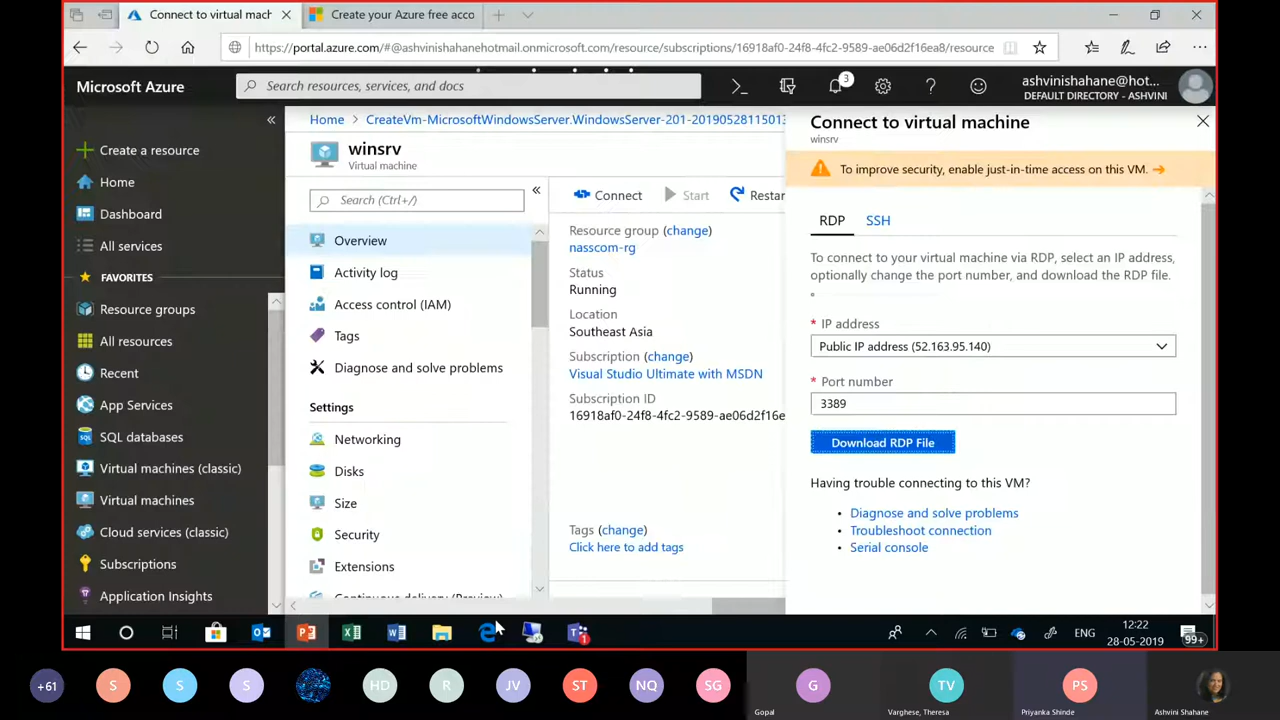 Connect to virtual mach
Create your Azure free acco
https://portal.azure.com/#@ashvinishahanehotmail.onmicrosoft.com/resource/subscriptions/16918af0-24f8-4fc2-9589-ae06d2f16ea8/resource
Microsoft Azure
Search resources, services, and docs
3
ashvinishahane@hot...
DEFAULT DIRECTORY - ASHVINI
Create a resource
Home
Dashboard
All services
FAVORITES
Resource groups
All resources
Recent
App Services
SQL databases
Virtual machines (classic)
Virtual machines
Cloud services (classic)
Subscriptions
Application Insights
Home
CreateVm-MicrosoftWindowsServer.WindowsServer-201-20190528115013
winsrv
Virtual machine
Search (Ctrl+/)
Overview
Activity log
Access control (IAM)
Tags
Diagnose and solve problems
Settings
Networking
Disks
Size
Security
Extensions
Continuous delivery (Preview)
Connect
Start
Restar
Resource group (change)
nasscom-rg
Status
Running
Location
Southeast Asia
Subscription (change)
Visual Studio Ultimate with MSDN
Subscription ID
16918af0-24f8-4fc2-9589-ae06d2f16e
Tags (change)
Click here to add tags
Connect to virtual machine
winsrv
To improve security, enable just-in-time access on this VM.
RDP
SSH
To connect to your virtual machine via RDP, select an IP address,
optionally change the port number, and download the RDP file.
* IP address
Public IP address (52.163.95.140)
* Port number
3389
Download RDP File
Having trouble connecting to this VM?
• Diagnose and solve problems
• Troubleshoot connection
• Serial console
ENG
12:22
28-05-2019
99+
+61
S
S
S
HD
R
JV
ST
NQ
SG
G
Gopal
TV
Varghese, Theresa
PS
Priyanka Shinde
Ashvini Shahane